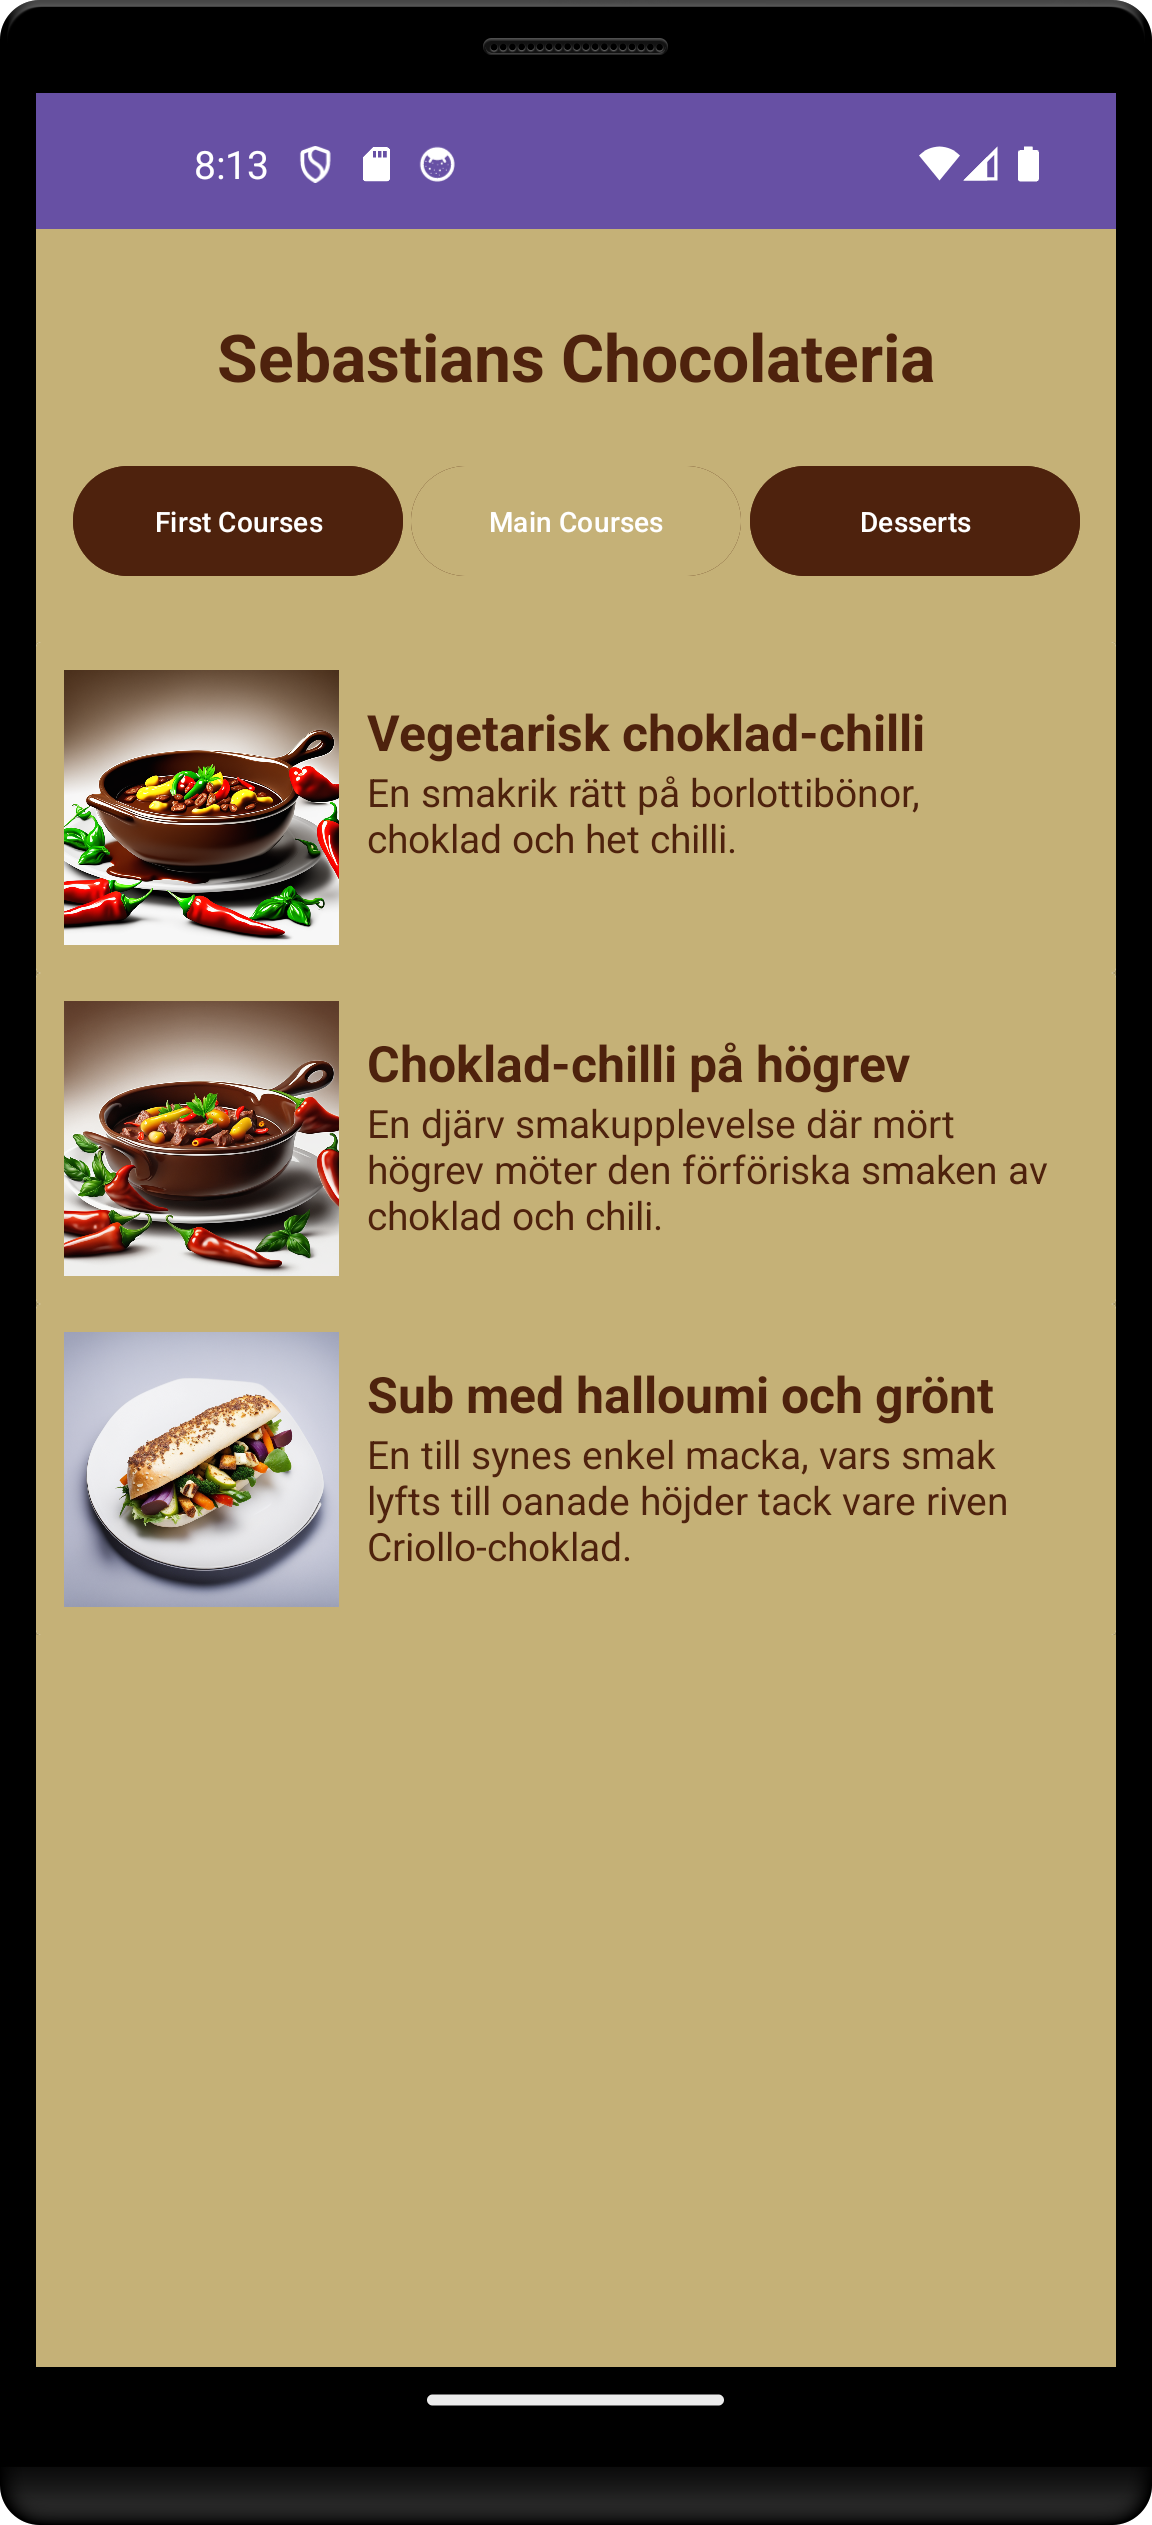 8:13
Sebastians Chocolateria
First Courses
Main Courses
Desserts
Vegetarisk choklad-chilli
En smakrik rätt på borlottibönor,
choklad och het chilli.
Choklad-chilli på högrev
En djärv smakupplevelse där mört
högrev möter den förföriska smaken av
choklad och chili.
Sub med halloumi och grönt
En till synes enkel macka, vars smak
lyfts till oanade höjder tack vare riven
Criollo-choklad.